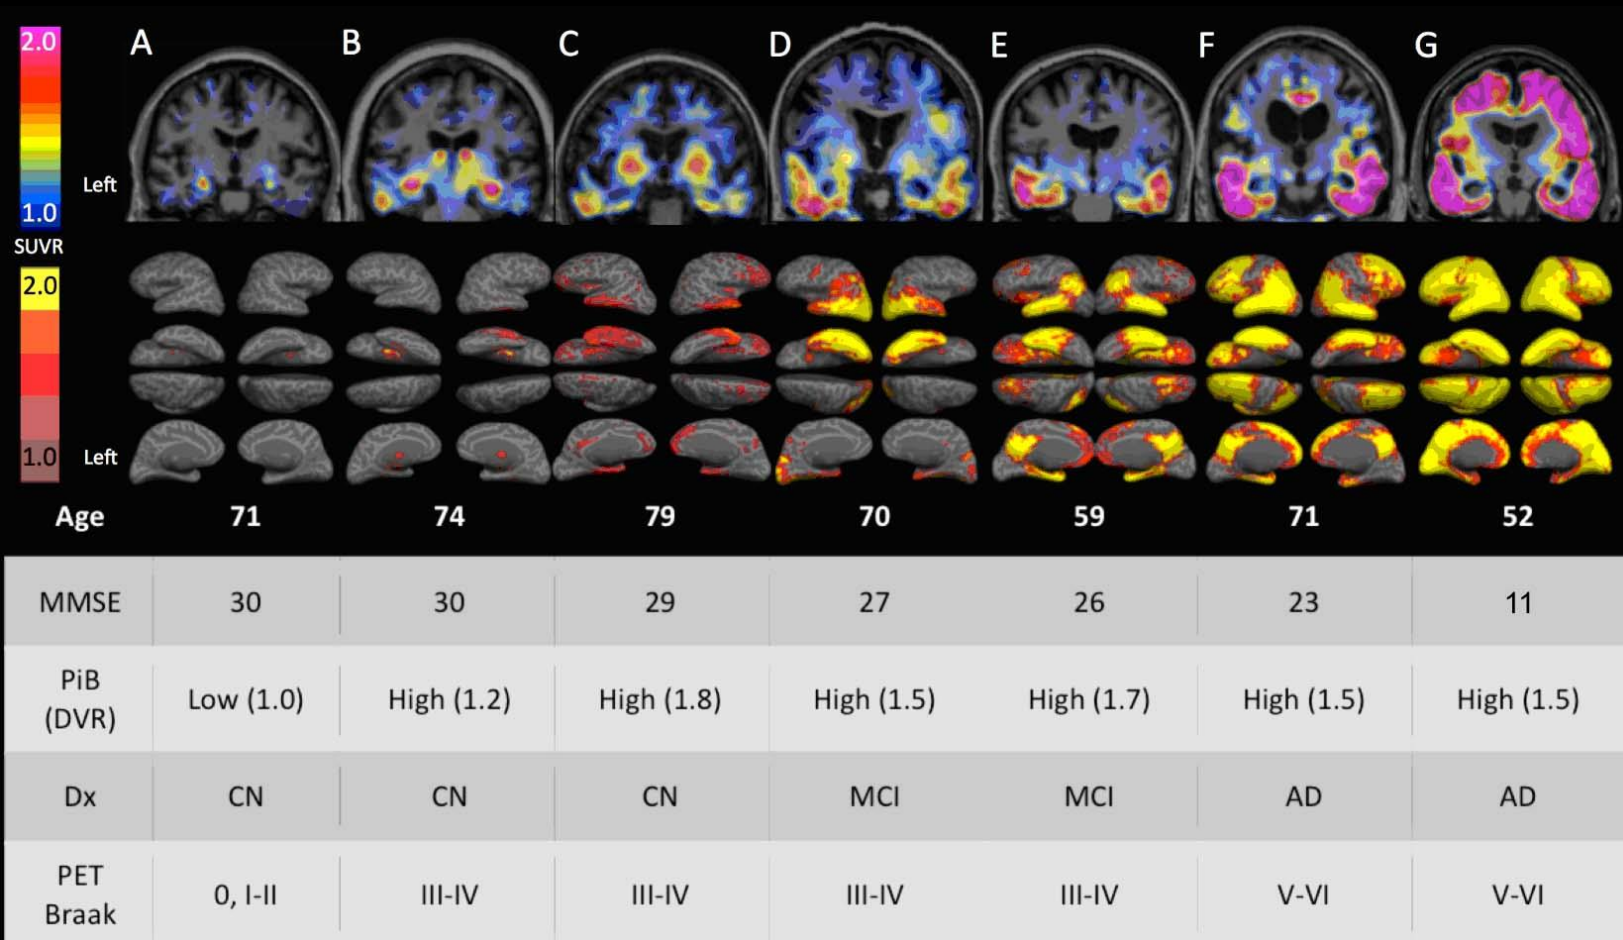 A B C D E F G
2.0
Left
1.0
SUVR
2.0
1.0 Left
Age 71 74 79 70 59 71 52
MMSE 30 30 29 27 26 23 11
PiB
(DVR) Low (1.0) High (1.2) High (1.8) High (1.5) High (1.7) High (1.5) High (1.5)
Dx CN CN CN MCI MCI AD AD
PET
Braak 0, I-II III-IV III-IV III-IV III-IV V-VI V-VI